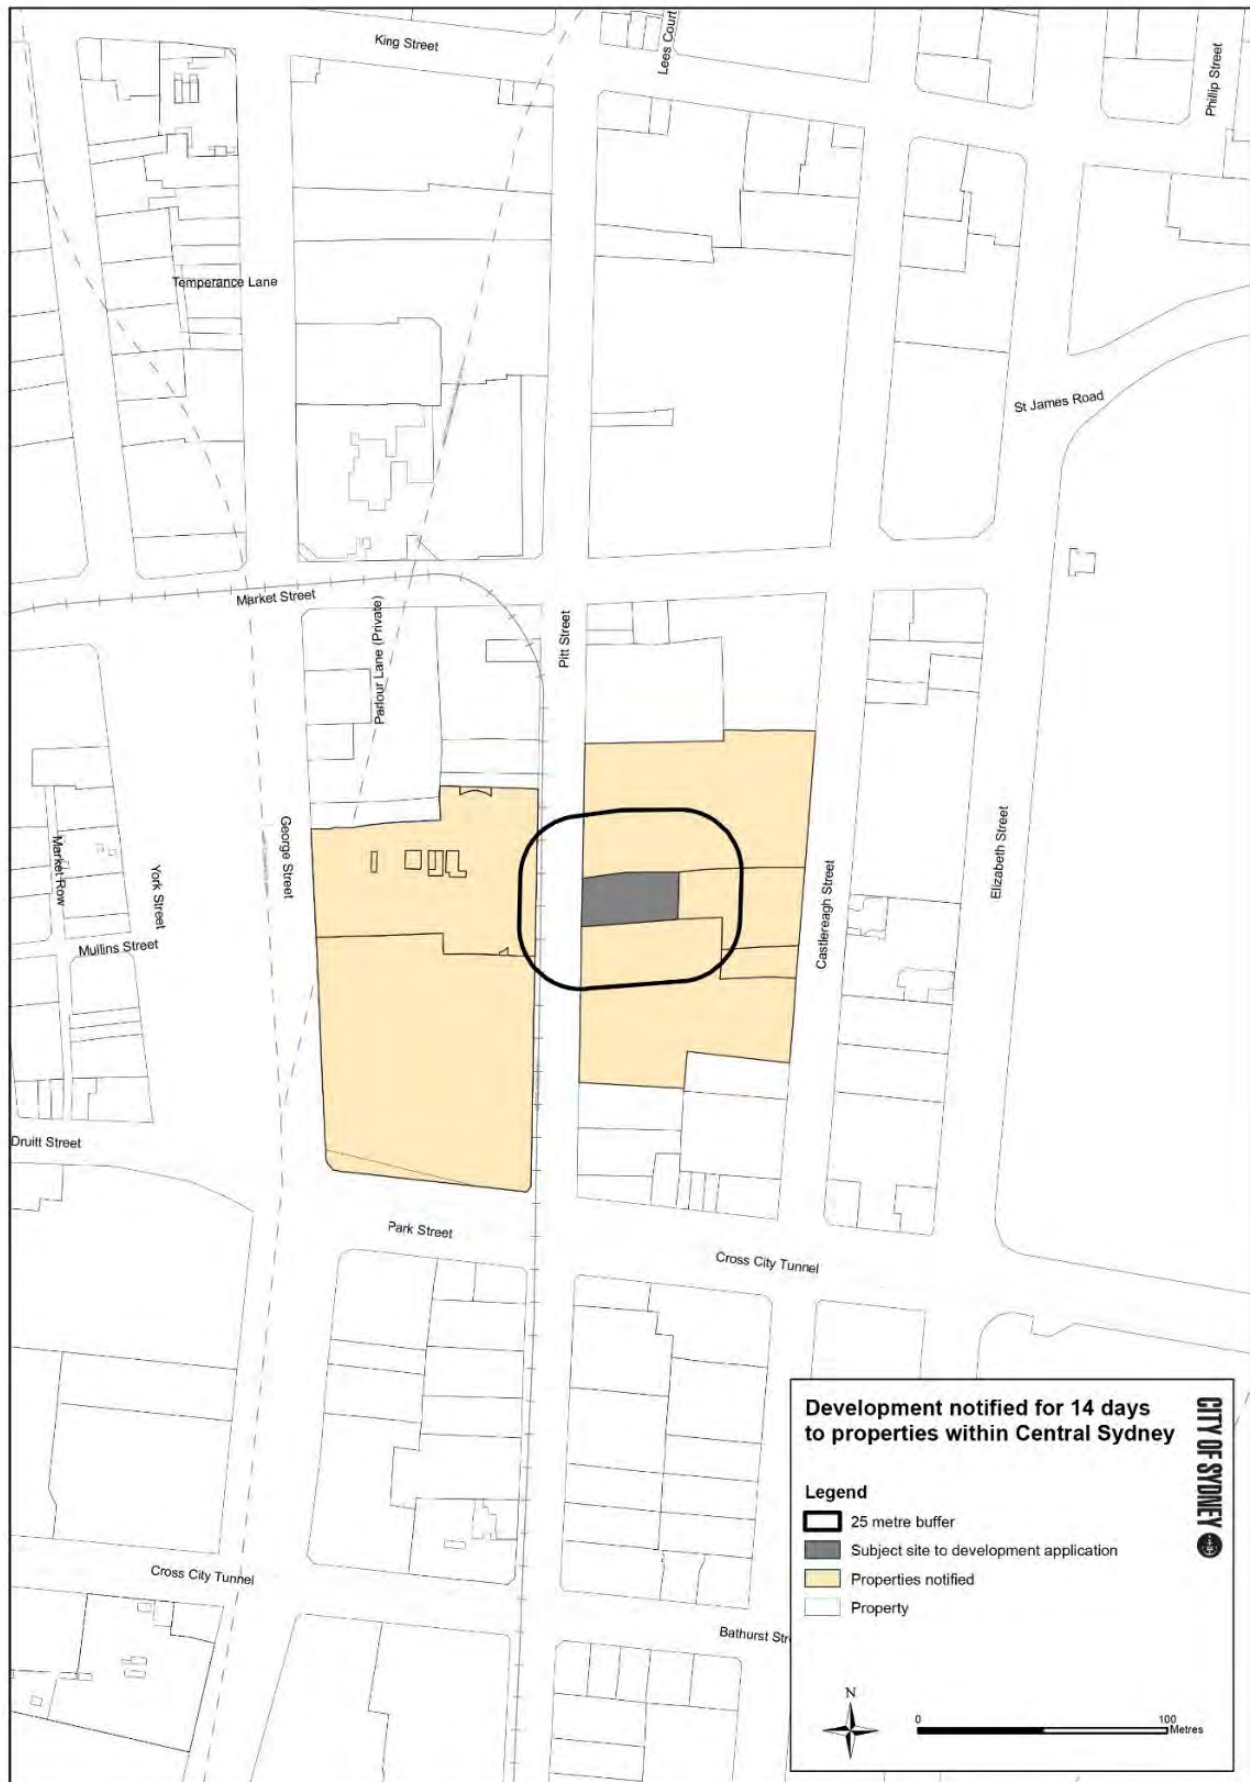 King Street
Lees Court
Phillip Street
Temperance Lane
St James Road
Market Street
Parlour Lane (Private)
Pitt Street
George Street
Market Row
York Street
Mullins Street
Castlereagh Street
Elizabeth Street
Druitt Street
Park Street
Cross City Tunnel
Cross City Tunnel
Bathurst Str
Development notified for 14 days
to properties within Central Sydney
CITY OF SYDNEY
Legend
25 metre buffer
Subject site to development application
Properties notified
Property
N
0 100
Metres